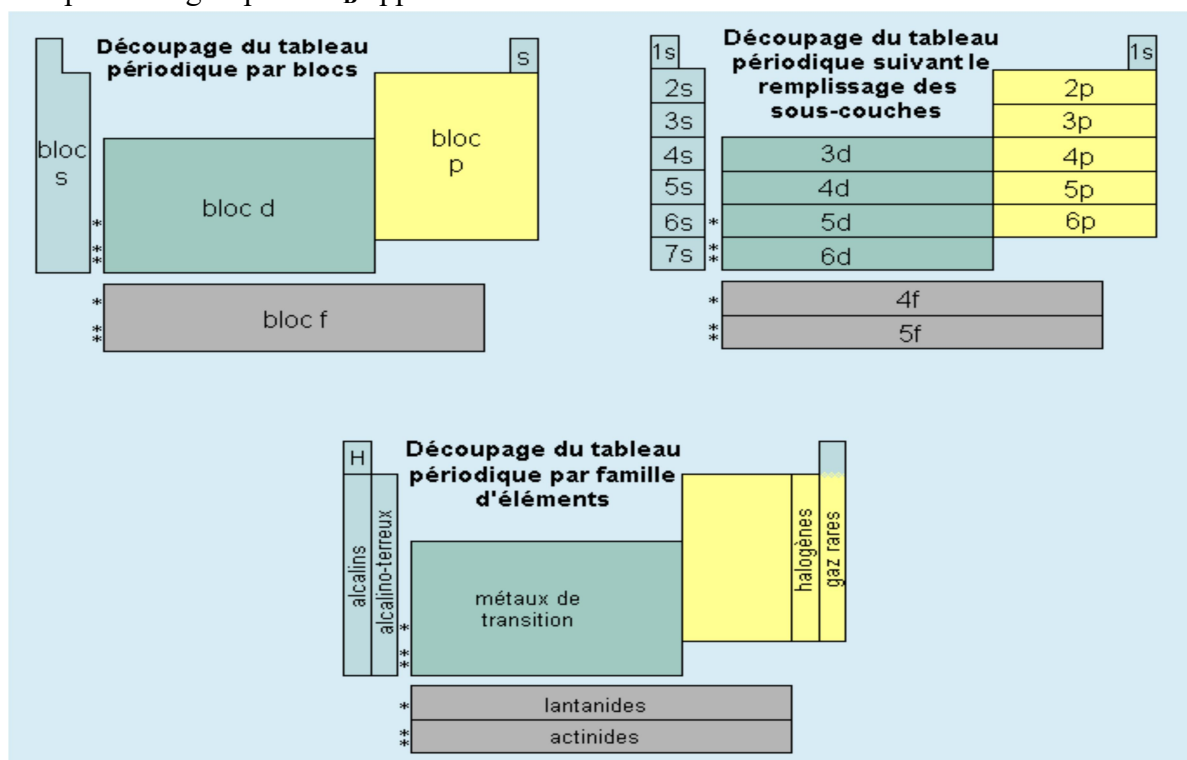 Découpage du tableau
périodique par blocs
s
bloc
s
bloc d
bloc
p
*
*
*
*
*
*
bloc f
Découpage du tableau
périodique suivant le
remplissage des
sous-couches
1s
1s
2s
2p
3s
3p
4s
3d
4p
5s
4d
5p
6s
*
5d
6p
7s
*
*
6d
*
4f
*
*
5f
Découpage du tableau
périodique par famille
d'éléments
H
alcalins
alcalino-terreux
métaux de
transition
halogènes
gaz rares
*
*
*
*
lantanides
*
*
actinides